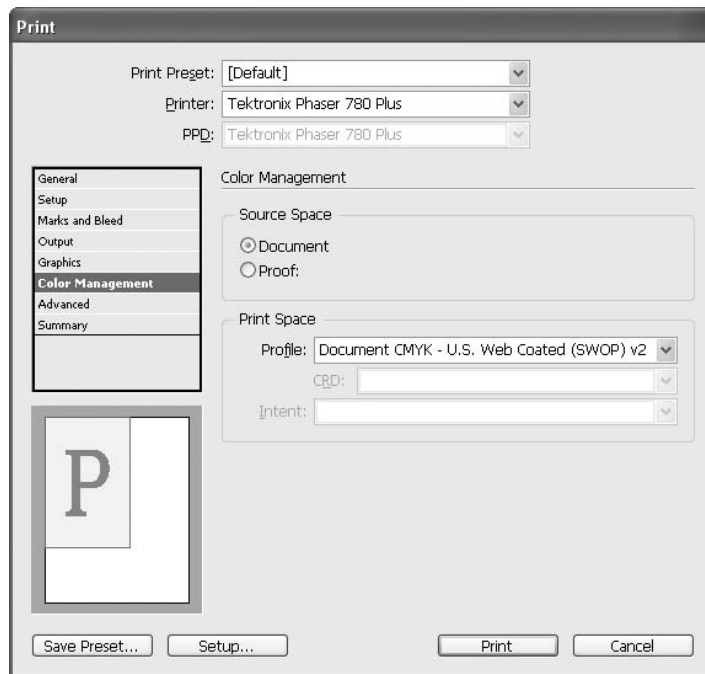 Print
Print Preset: [Default]
Printer: Tektronix Phaser 780 Plus
PPD: Tektronix Phaser 780 Plus
General
Setup
Marks and Bleed
Output
Graphics
Color Management
Advanced
Summary
Color Management
Source Space
Document
Proof:
Print Space
Profile: Document CMYK - U.S. Web Coated (SWOP) v2
CRD:
Intent:
P
Save Preset...
Setup...
Print
Cancel